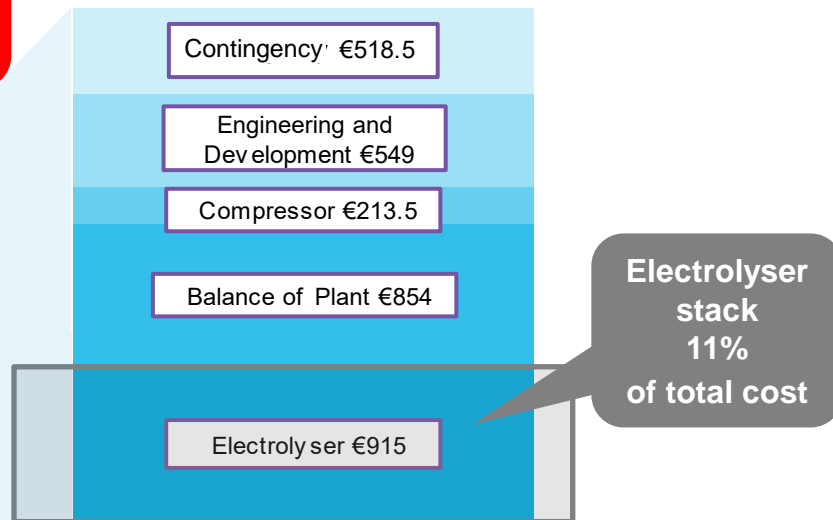 Contingency €518.5
Engineering and
Development €549
Compressor €213.5
Balance of Plant €854
Electrolyser €915
Electrolyser
stack
11%
of total cost